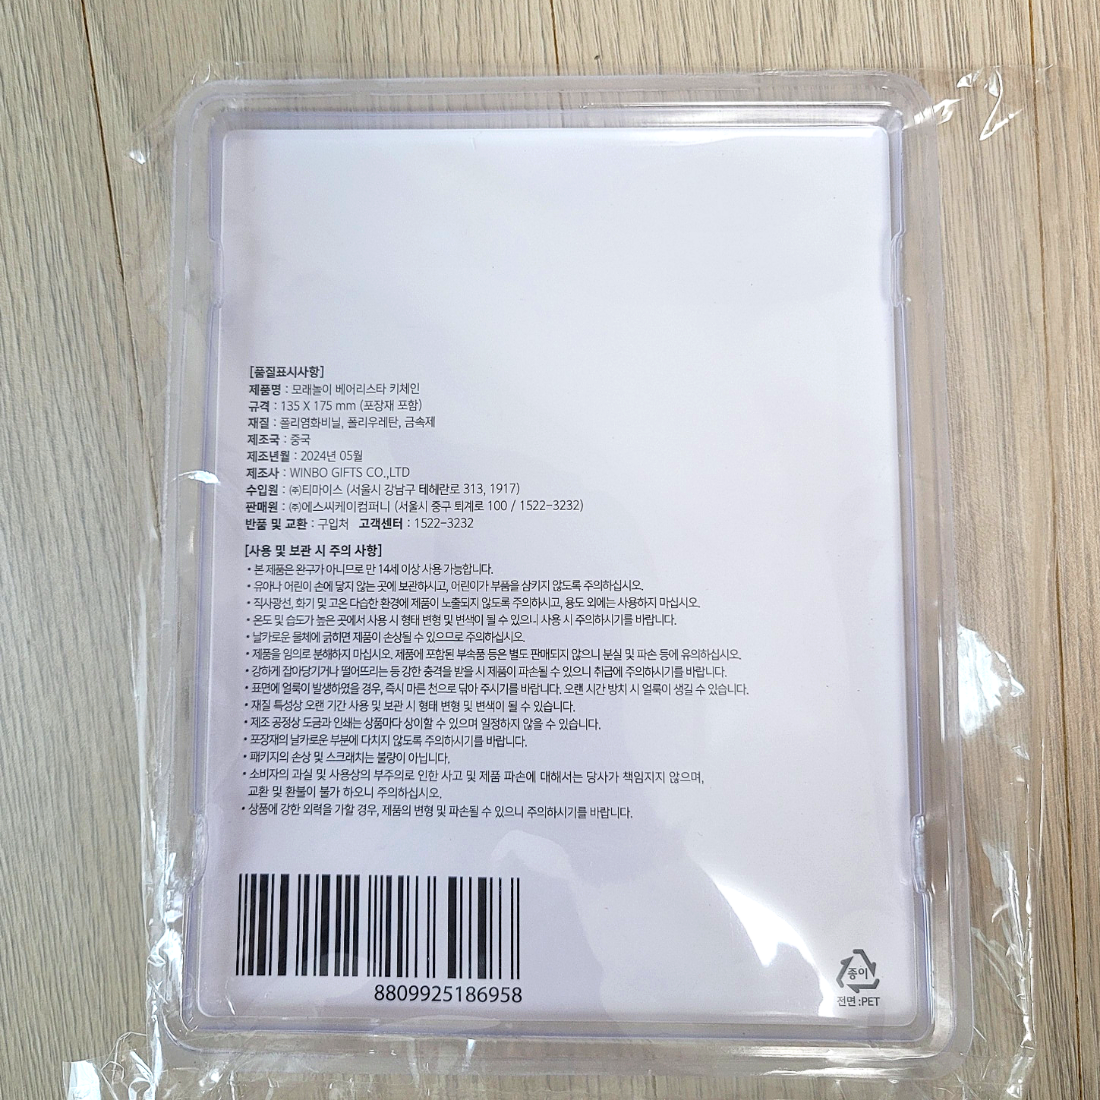 [품질표시사항]
제품명 : 모래놀이 베어리스타 키체인
규격 : 135 X 175 mm (포장재 포함)
재질 : 폴리염화비닐, 폴리우레탄, 금속제
제조국 : 중국
제조년월 : 2024년 05월
제조사 : WINBO GIFTS CO.,LTD
수입원 : ㈜티마이스 (서울시 강남구 테헤란로 313, 1917)
판매원 : ㈜에스씨케이컴퍼니 (서울시 중구 퇴계로 100 / 1522-3232)
반품 및 교환 : 구입처 고객센터 : 1522-3232
[사용 및 보관 시 주의 사항]
• 본 제품은 완구가 아니므로 만 14세 이상 사용 가능합니다.
• 유아나 어린이 손에 닿지 않는 곳에 보관하시고, 어린이가 부품을 삼키지 않도록 주의하십시오.
• 직사광선, 화기 및 고온 다습한 환경에 제품이 노출되지 않도록 주의하시고, 용도 외에는 사용하지 마십시오.
• 온도 및 습도가 높은 곳에서 사용 시 형태 변형 및 변색이 될 수 있으니 사용 시 주의하시기를 바랍니다.
• 날카로운 물체에 긁히면 제품이 손상될 수 있으므로 주의하십시오.
• 제품을 임의로 분해하지 마십시오. 제품에 포함된 부속품 등은 별도 판매되지 않으니 분실 및 파손 등에 유의하십시오.
• 강하게 잡아당기거나 떨어뜨리는 등 강한 충격을 받을 시 제품이 파손될 수 있으니 취급에 주의하시기를 바랍니다.
• 표면에 얼룩이 발생하였을 경우, 즉시 마른 천으로 닦아 주시기를 바랍니다. 오랜 시간 방치 시 얼룩이 생길 수 있습니다.
• 재질 특성상 오랜 기간 사용 및 보관 시 형태 변형 및 변색이 될 수 있습니다.
• 제조 공정상 도금과 인쇄는 상품마다 상이할 수 있으며 일정하지 않을 수 있습니다.
• 포장재의 날카로운 부분에 다치지 않도록 주의하시기를 바랍니다.
• 패키지의 손상 및 스크래치는 불량이 아닙니다.
• 소비자의 과실 및 사용상의 부주의로 인한 사고 및 제품 파손에 대해서는 당사가 책임지지 않으며,
교환 및 환불이 불가 하오니 주의하십시오.
• 상품에 강한 외력을 가할 경우, 제품의 변형 및 파손될 수 있으니 주의하시기를 바랍니다.
8809925186958
종이
전면 :PET